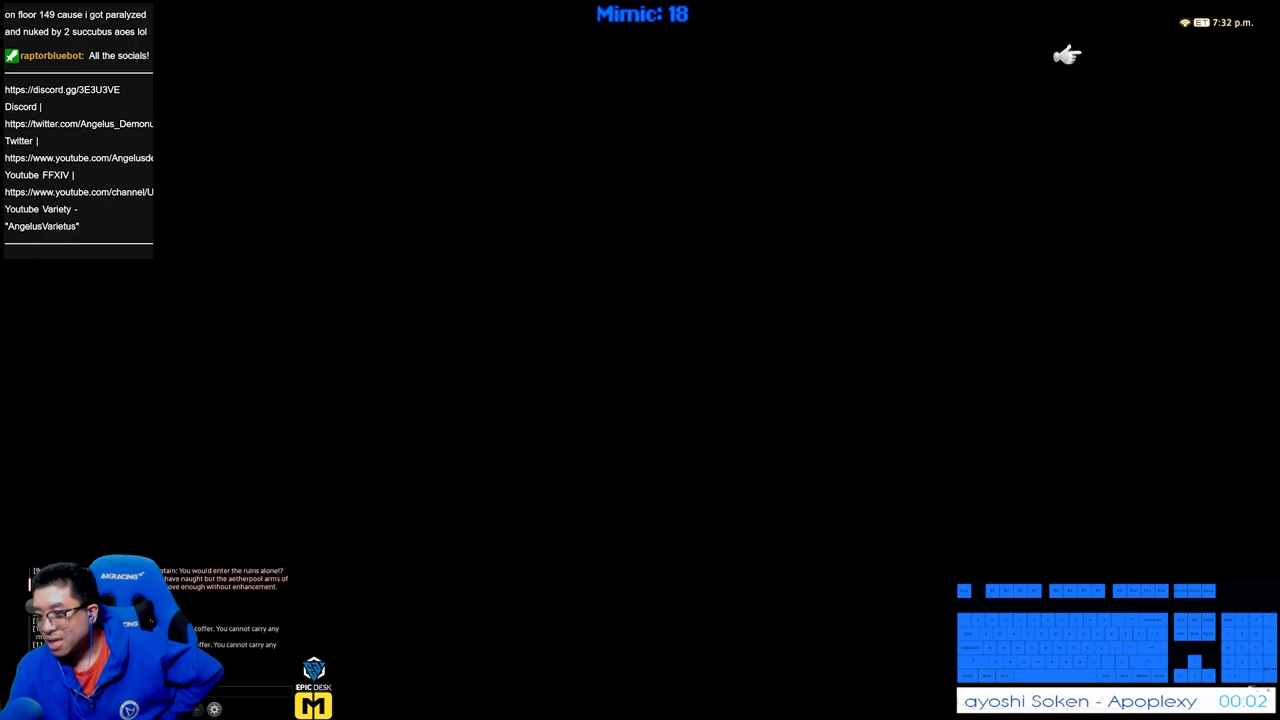 on floor 149 cause i got paralyzed
and nuked by 2 succubus aoes lol
raptorbluebot: All the socials!
https://discord.gg/3E3U3VE
Discord |
https://twitter.com/Angelus_Demonu
Twitter |
https://www.youtube.com/Angelusde
Youtube FFXIV |
https://www.youtube.com/channel/U
Youtube Variety -
"AngelusVarietus"
Mimic: 18
ET 7:32 p.m.
ptain: You would enter the ruins alone!?
have naught but the aetherpool arms of
ove enough without enhancement.
coffer. You cannot carry any
offer. You cannot carry any
AKRACING
EPIC DESK
M
ayoshi Soken - Apoplexy 00:02